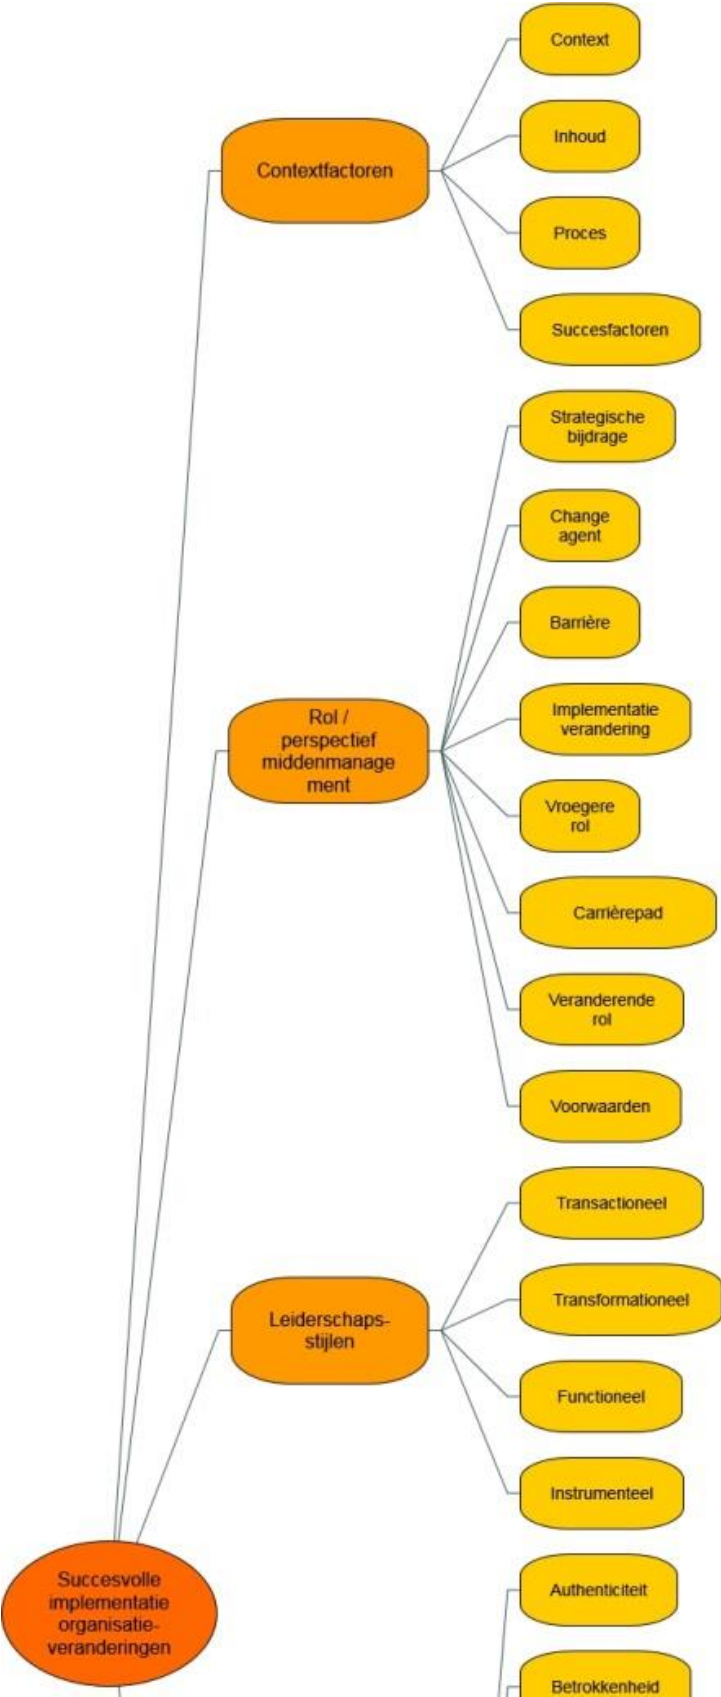 Context
Inhoud
Contextfactoren
Proces
Succesfactoren
Strategische
bijdrage
Change
agent
Barrière
Rol /
perspectief
middenmanage
ment
Implementatie
verandering
Vroegere
rol
Carrièrepad
Veranderende
rol
Voorwaarden
Transactioneel
Transformationeel
Leiderschaps-
stijlen
Functioneel
Instrumenteel
Succesvolle
implementatie
organisatie-
veranderingen
Authenticiteit
Betrokkenheid